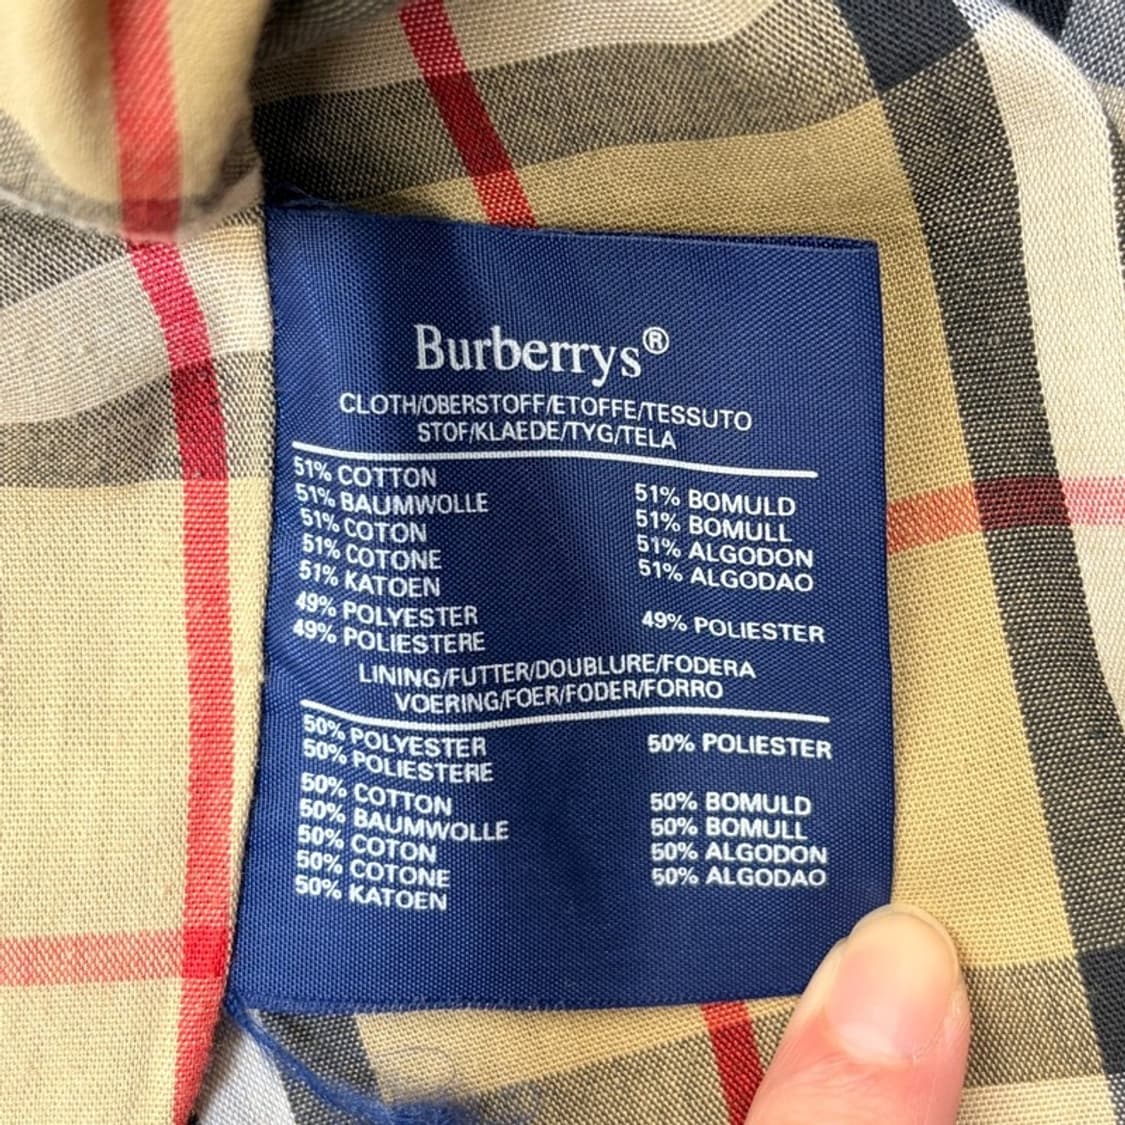 Burberrys®
CLOTH/OBERSTOFF/ETOFFE/TESSUTO
STOF/KLAEDE/TYG/TELA
51% COTTON
51% BAUMWOLLE
51% COTON
51% COTONE
51% KATOEN
49% POLYESTER
49% POLIESTERE
51% BOMULD
51% BOMULL
51% ALGODON
51% ALGODAO
49% POLIESTER
LINING/FUTTER/DOUBLURE/FODERA
VOERING/FOER/FODER/FORRO
50% POLYESTER
50% POLIESTERE
50% COTTON
50% BAUMWOLLE
50% COTON
50% COTONE
50% KATOEN
50% POLIESTER
50% BOMULD
50% BOMULL
50% ALGODON
50% ALGODAO